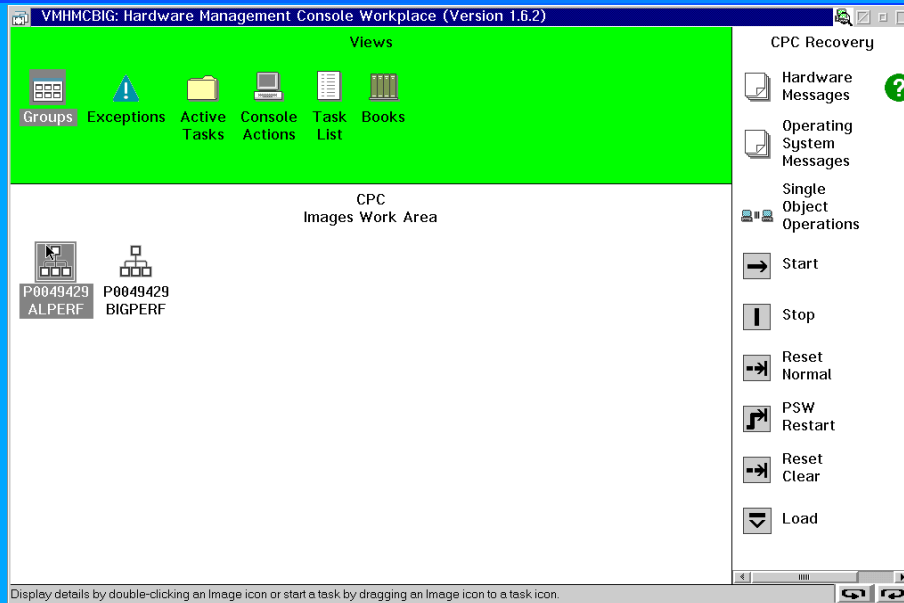 VMHMCBIG: Hardware Management Console Workplace (Version 1.6.2)
Views
Groups
Exceptions
Active
Tasks
Console
Actions
Task
List
Books
CPC
Images Work Area
P0049429
ALPERF
P0049429
BIGPERF
CPC Recovery
Hardware
Messages
?
Operating
System
Messages
Single
Object
Operations
Start
Stop
Reset
Normal
PSW
Restart
Reset
Clear
Load
Display details by double-clicking an Image icon or start a task by dragging an Image icon to a task icon.